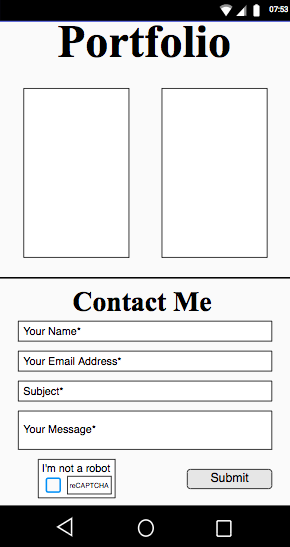 07:53
Portfolio
Contact Me
Your Name*
Your Email Address*
Subject*
Your Message*
I'm not a robot
reCAPTCHA
Submit